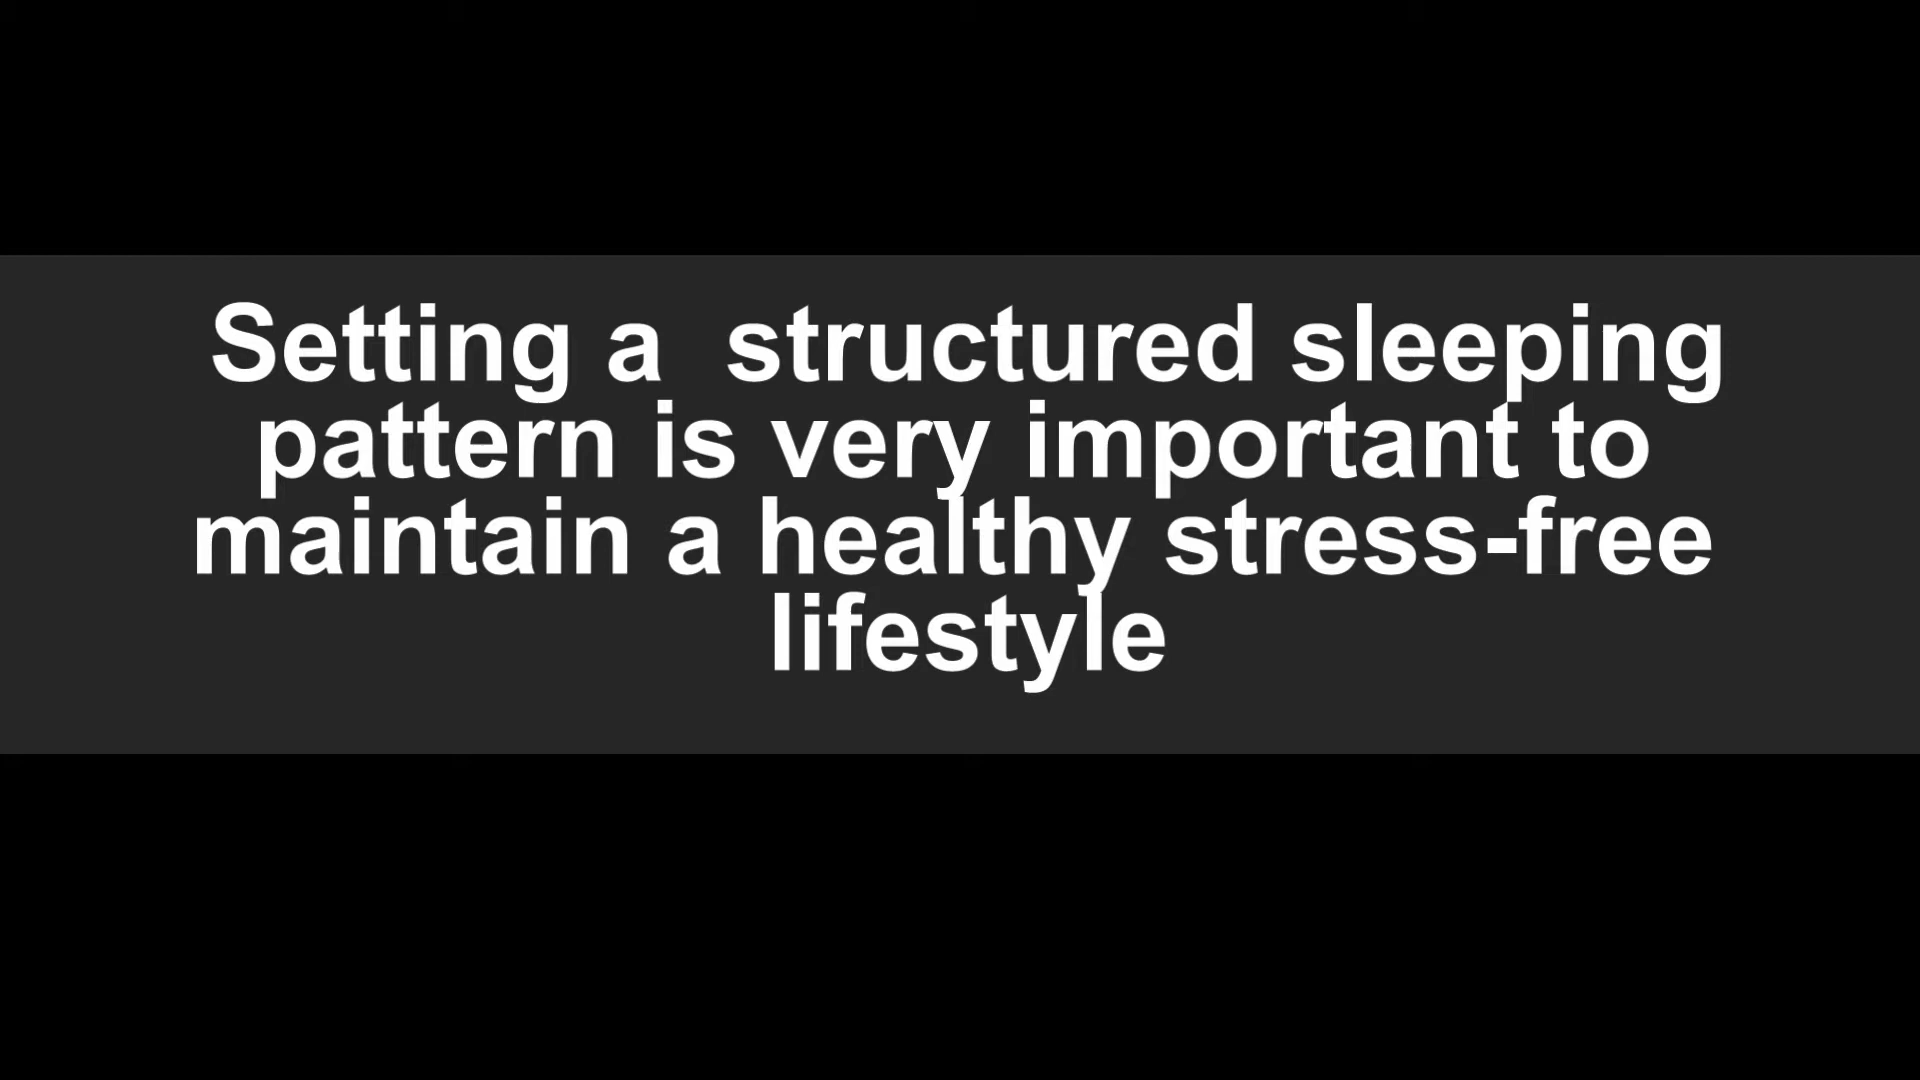 Setting a  structured sleeping
pattern is very important to
maintain a healthy stress-free
lifestyle